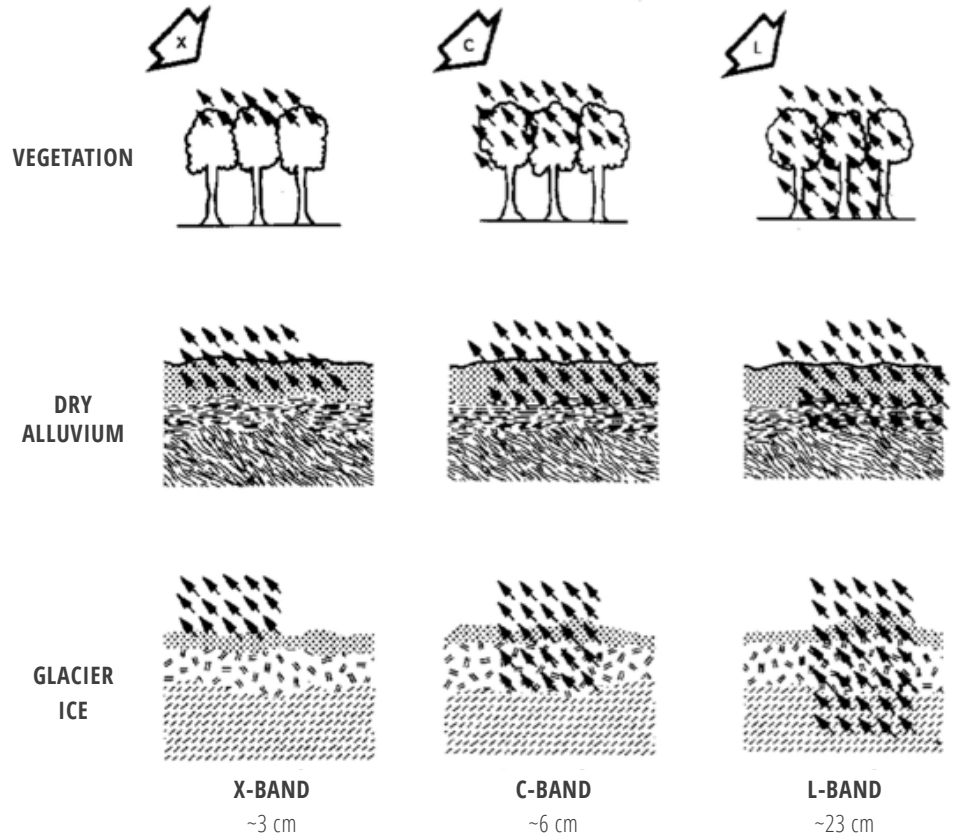 X
C
L
VEGETATION
DRY
ALLUVIUM
GLACIER
ICE
X-BAND
C-BAND
L-BAND
~3 cm
~6 cm
~23 cm